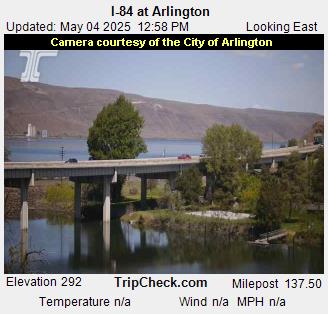 I-84 at Arlington
Updated: May 04 2025 12:58 PM Looking East
Camera courtesy of the City of Arlington
Elevation 292 TripCheck.com Milepost 137.50
Temperature n/a Wind n/a MPH n/a